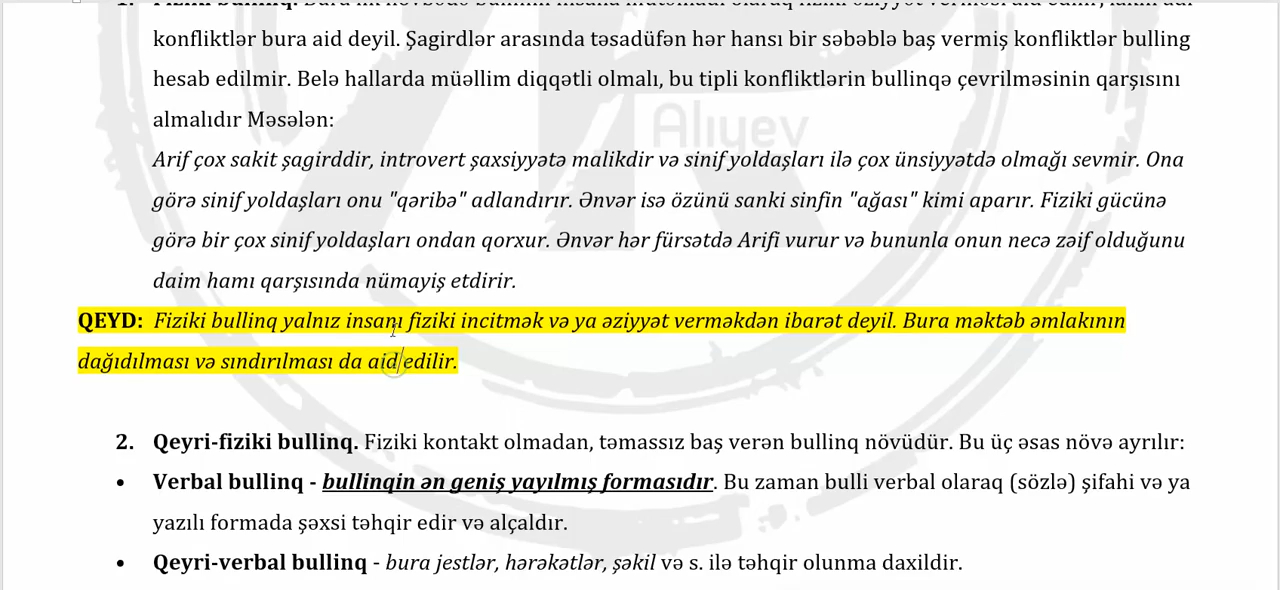 konfliktlər bura aid deyil. Şagirdlər arasında təsadüfən hər hansı bir səbəblə baş vermiş konfliktlər bulling
hesab edilmir. Belə hallarda müəllim diqqətli olmalı, bu tipli konfliktlərin bullinqə çevrilməsinin qarşısını
almalıdır Məsələn:
Alıyev
Arif çox sakit şagirddir, introvert şəxsiyyətə malikdir və sinif yoldaşları ilə çox ünsiyyətdə olmağı sevmir. Ona
görə sinif yoldaşları onu "qəribə" adlandırır. Ənvər isə özünü sanki sinfin "ağası" kimi aparır. Fiziki gücünə
görə bir çox sinif yoldaşları ondan qorxur. Ənvər hər fürsətdə Arifi vurur və bununla onun necə zəif olduğunu
daim hamı qarşısında nümayiş etdirir.
QEYD: Fiziki bullinq yalnız insanı fiziki incitmək və ya əziyyət verməkdən ibarət deyil. Bura məktəb əmlakının
dağıdılması və sındırılması da aid edilir.
2. Qeyri-fiziki bullinq. Fiziki kontakt olmadan, təmassız baş verən bullinq növüdür. Bu üç əsas növə ayrılır:
• Verbal bullinq - bullinqin ən geniş yayılmış formasıdır. Bu zaman bulli verbal olaraq (sözlə) şifahi və ya
yazılı formada şəxsi təhqir edir və alçaldır.
• Qeyri-verbal bullinq - bura jestlər, hərəkətlər, şəkil və s. ilə təhqir olunma daxildir.